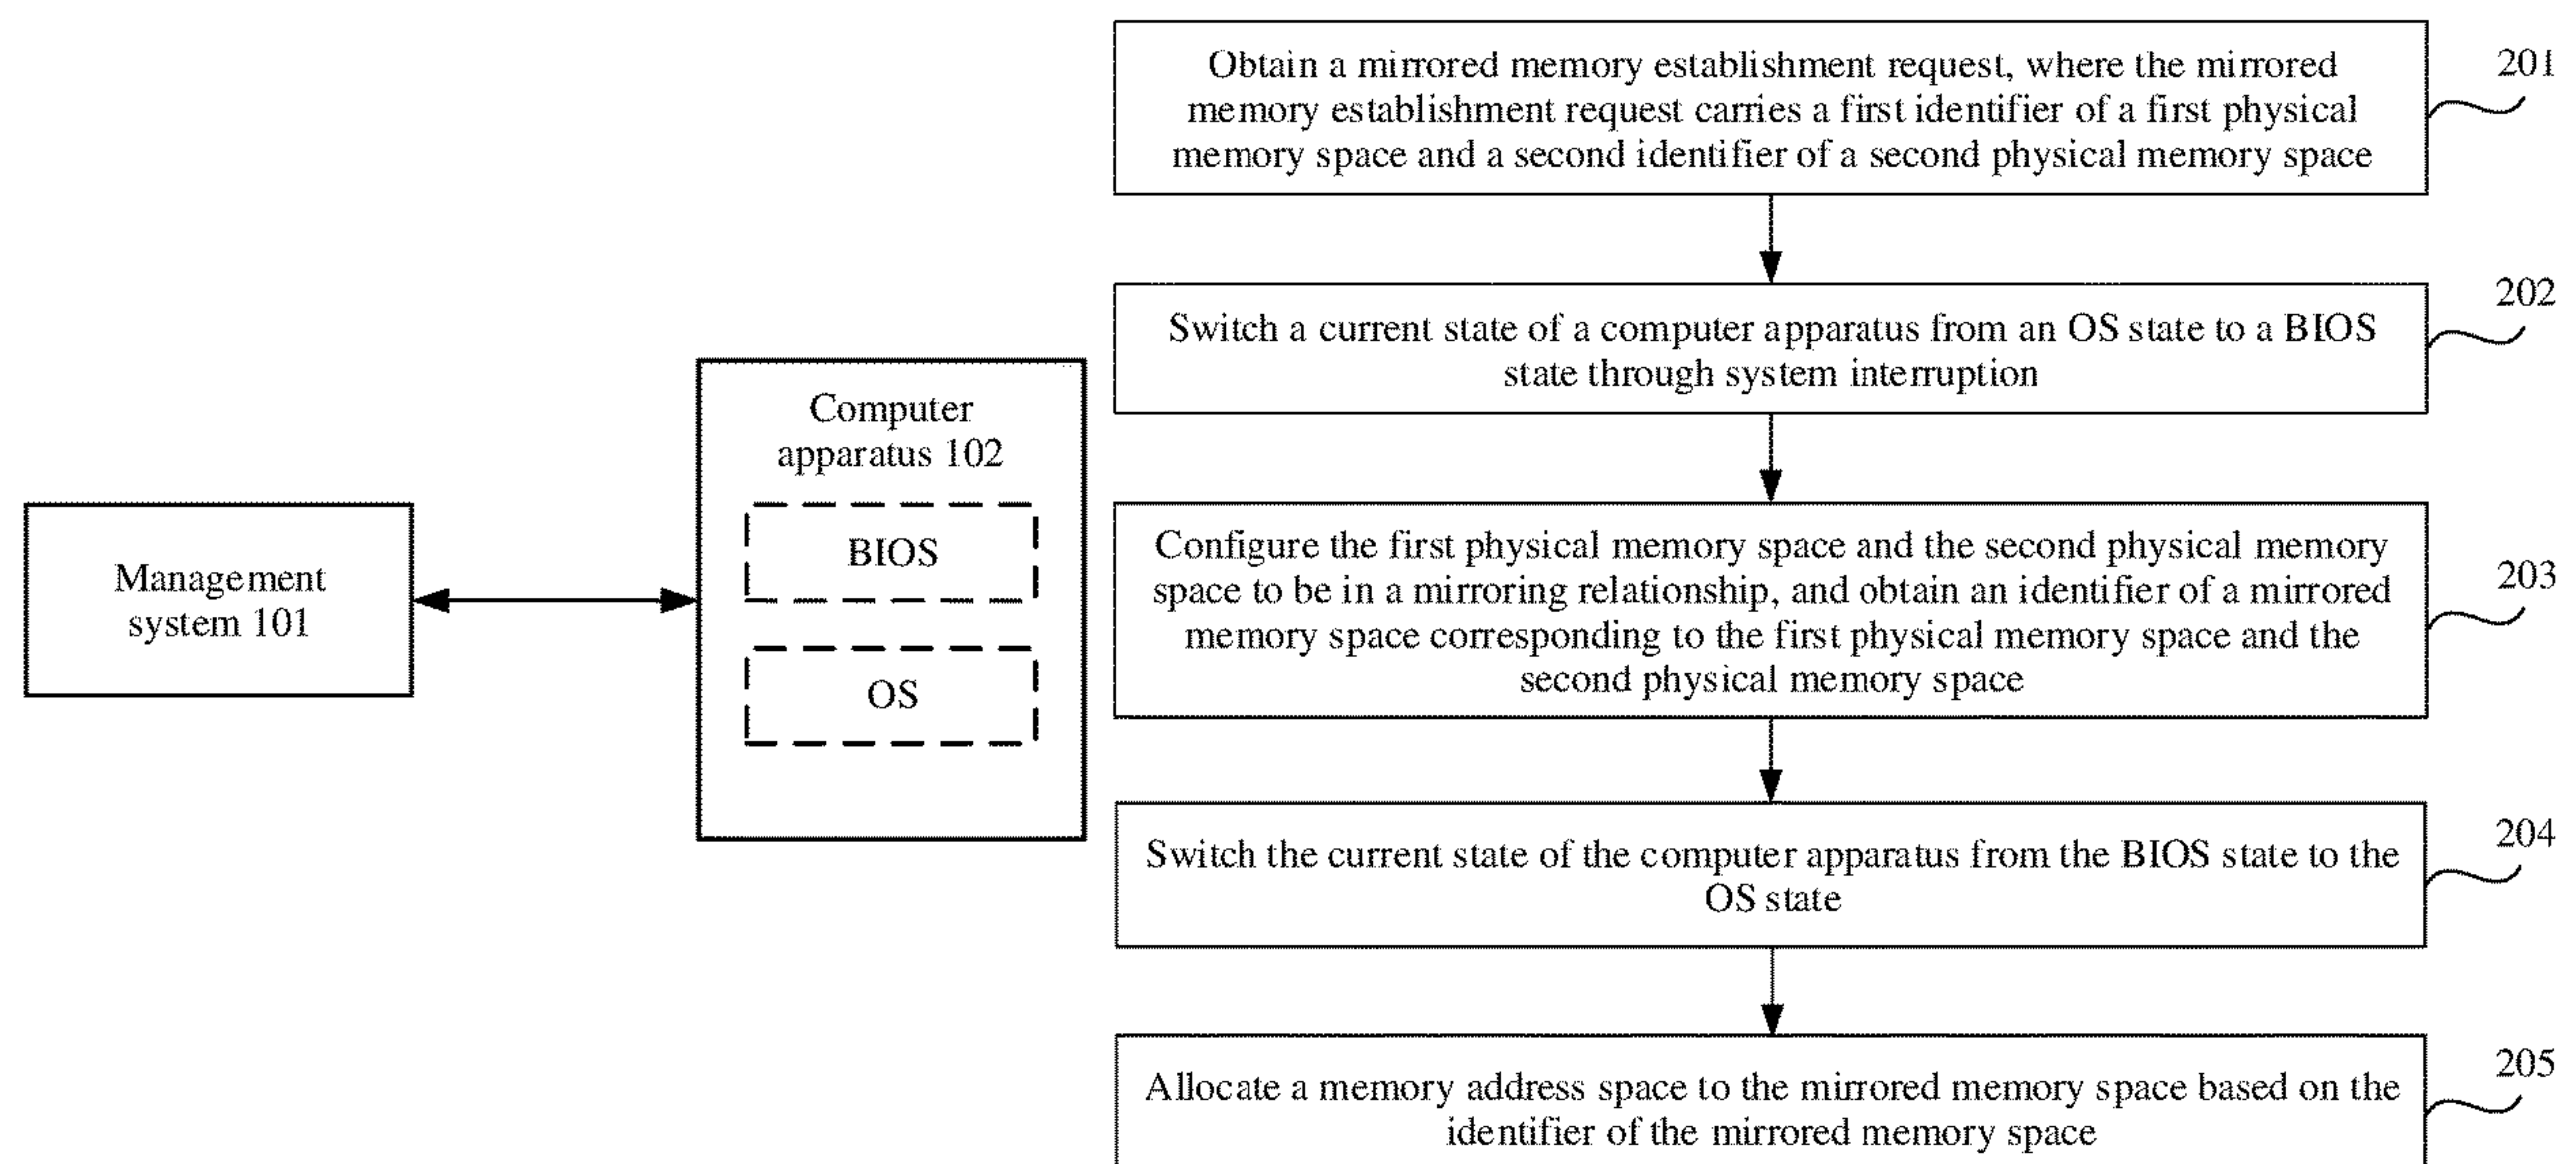 Management
system 101
Computer
apparatus 102
BIOS
OS
Obtain a mirrored memory establishment request, where the mirrored
memory establishment request carries a first identifier of a first physical
memory space and a second identifier of a second physical memory space
201
Switch a current state of a computer apparatus from an OS state to a BIOS
state through system interruption
202
Configure the first physical memory space and the second physical memory
space to be in a mirroring relationship, and obtain an identifier of a mirrored
memory space corresponding to the first physical memory space and the
second physical memory space
203
Switch the current state of the computer apparatus from the BIOS state to the
OS state
204
Allocate a memory address space to the mirrored memory space based on the
identifier of the mirrored memory space
205